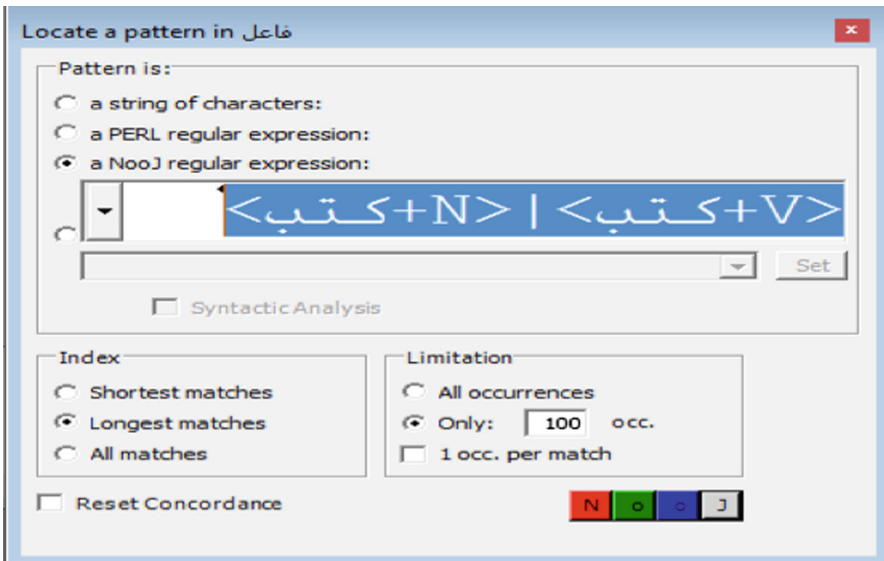 Locate a pattern in فاعل
Pattern is:
a string of characters:
a PERL regular expression:
a NooJ regular expression:
<كتب+N> | <كتب+V>
Set
Syntactic Analysis
Index
Shortest matches
Longest matches
All matches
Limitation
All occurrences
Only: 100 occ.
1 occ. per match
Reset Concordance
N o o J